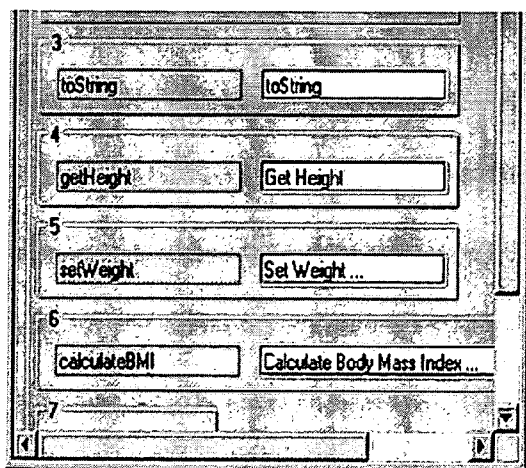 3
toString toString
4
getHeight Get Height
5
setWeight Set Weight ...
6
calculateBMI Calculate Body Mass Index ...
7